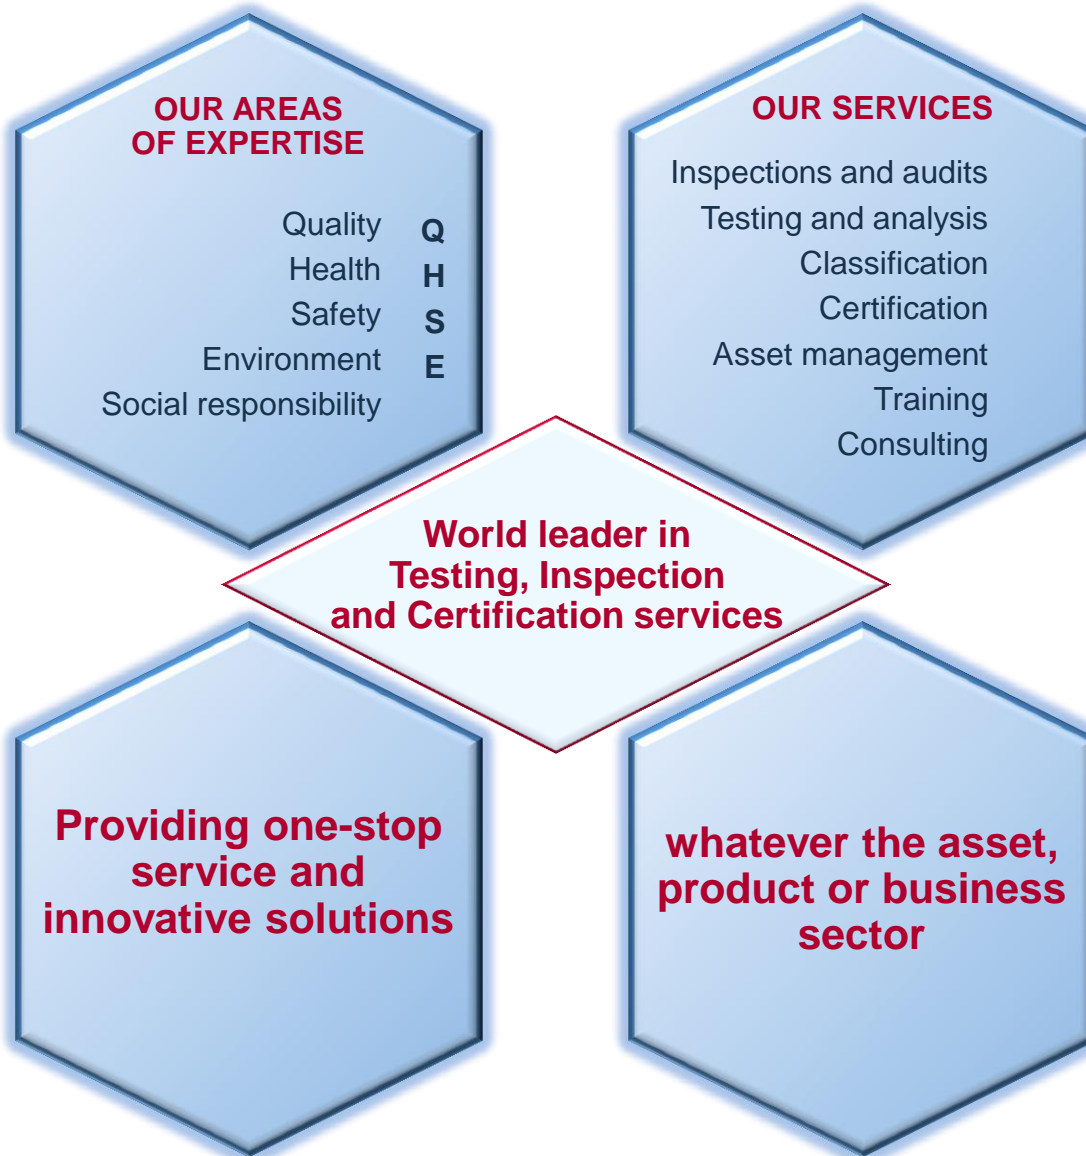 OUR AREAS
OF EXPERTISE
Quality Q
Health H
Safety S
Environment E
Social responsibility
OUR SERVICES
Inspections and audits
Testing and analysis
Classification
Certification
Asset management
Training
Consulting
World leader in
Testing, Inspection
and Certification services
Providing one-stop
service and
innovative solutions
whatever the asset,
product or business
sector